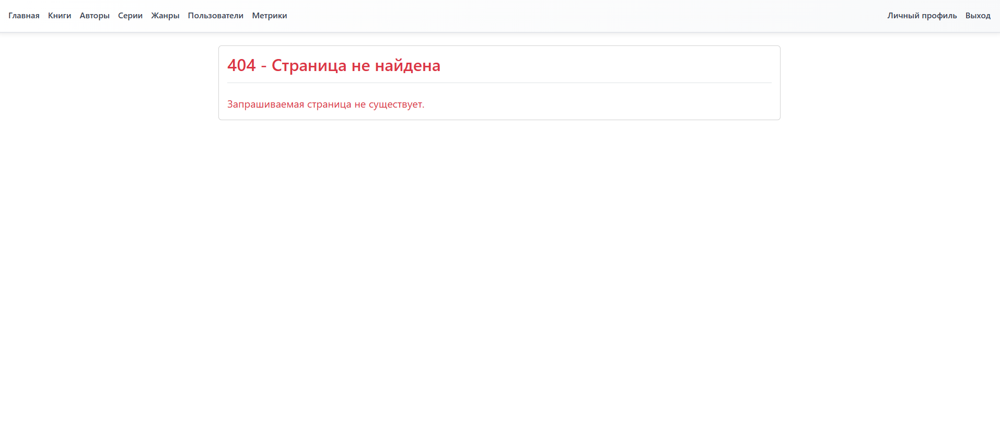 Главная Книги Авторы Серии Жанры Пользователи Метрики Личный профиль Выход
404 - Страница не найдена
Запрашиваемая страница не существует.